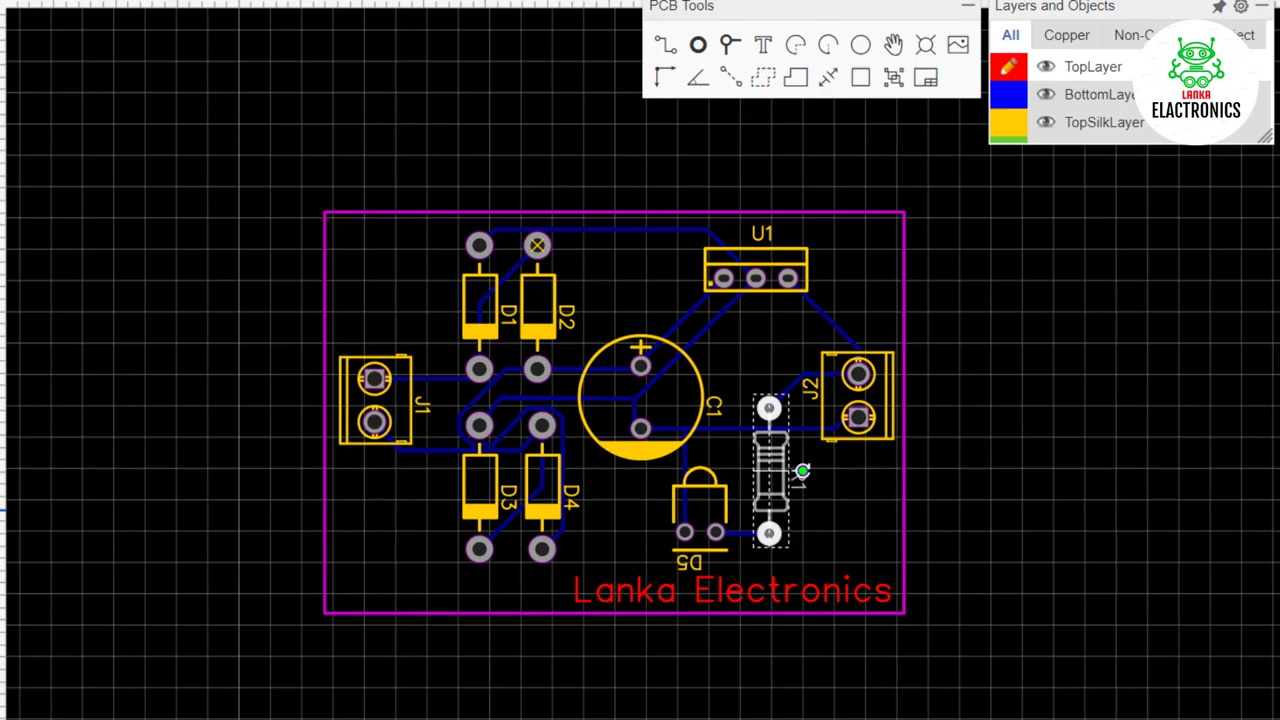 PCB Tools
Layers and Objects
All
Copper
TopLayer
TopSilkLayer
LANKA
ELACTRONICS
U1
D1
D2
J1
C1
J2
D3
D4
D5
Lanka Electronics